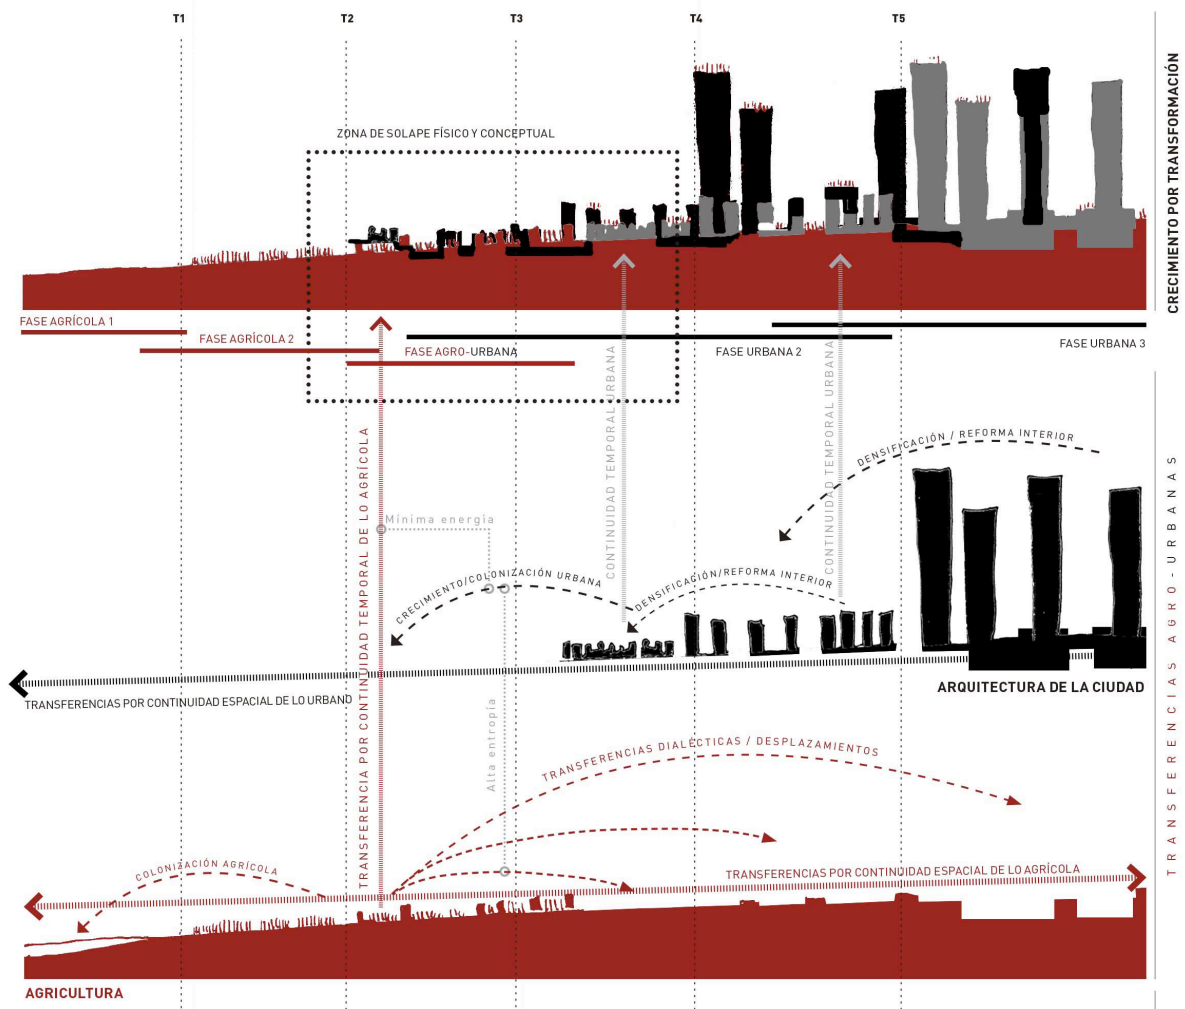 T1
T2
T3
T4
T5
ZONA DE SOLAPE FÍSICO Y CONCEPTUAL
CRECIMIENTO POR TRANSFORMACIÓN
FASE AGRÍCOLA 1
FASE AGRÍCOLA 2
FASE AGRO-URBANA
FASE URBANA 2
FASE URBANA 3
CONTINUIDAD TEMPORAL URBANA
CONTINUIDAD TEMPORAL URBANA
DENSIFICACIÓN / REFORMA INTERIOR
TRANSFERENCIA POR CONTINUIDAD TEMPORAL DE LO AGRÍCOLA
Mínima energía
CRECIMIENTO/COLONIZACIÓN URBANA
DENSIFICACIÓN/REFORMA INTERIOR
TRANSFERENCIAS AGRO-URBANAS
ARQUITECTURA DE LA CIUDAD
TRANSFERENCIAS POR CONTINUIDAD ESPACIAL DE LO URBANO
Alta entropía
TRANSFERENCIAS DIALÉCTICAS / DESPLAZAMIENTOS
COLONIZACIÓN AGRÍCOLA
TRANSFERENCIAS POR CONTINUIDAD ESPACIAL DE LO AGRÍCOLA
AGRICULTURA